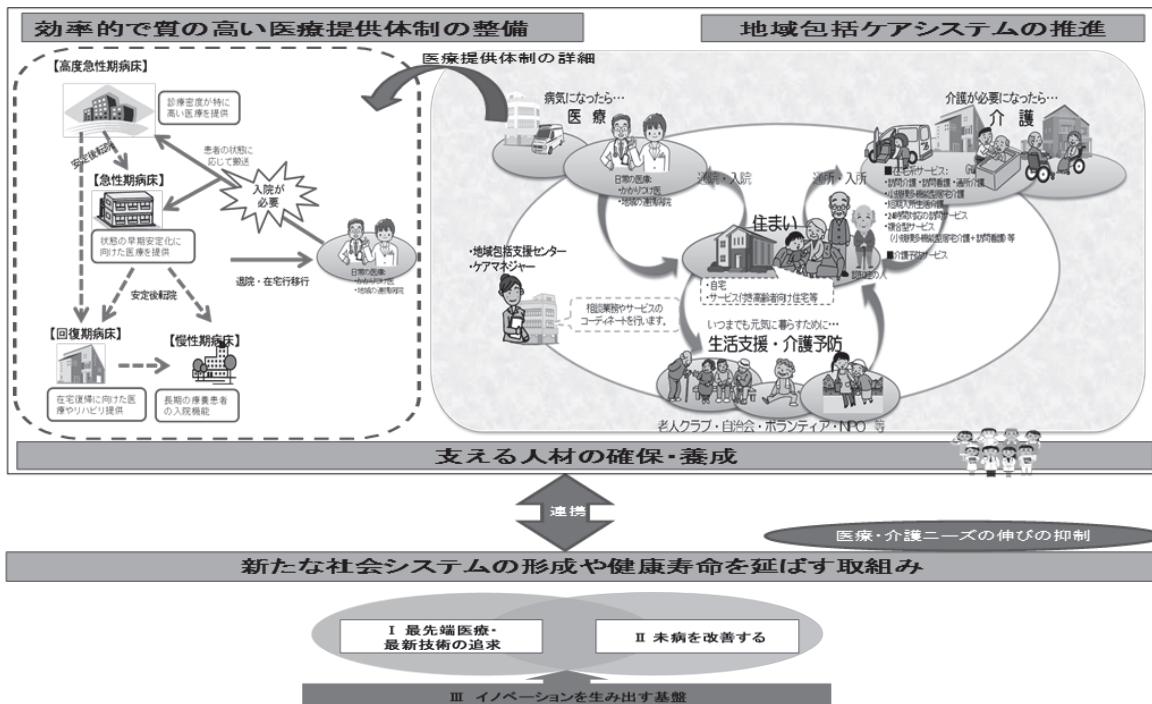 効率的で質の高い医療提供体制の整備
地域包括ケアシステムの推進
医療提供体制の詳細
【高度急性期病床】
診療密度が特に
高い医療を提供
安定後転院
患者の状態に
応じて搬送
【急性期病床】
入院が
必要
状態の早期安定化に
向けた医療を提供
退院・在宅行移行
日常の医療:
・かかりつけ医
・地域の連携病院
安定後転院
【回復期病床】
【慢性期病床】
在宅復帰に向けた医
療やリハビリ提供
長期の療養患者
の入院機能
病気になったら…
医 療
日常の医療:
・かかりつけ医
・地域の連携病院
通院・入院
通所・入所
介護が必要になったら…
介 護
・訪問介護・訪問看護・通所介護
・小規模多機能型居宅介護
・短期入所生活介護
・24時間対応の訪問サービス
・複合型サービス
(小規模多機能型居宅介護+訪問看護)等
■介護予防サービス
住まい
・自宅
・サービス付き高齢者向け住宅等
認知症の人
・地域包括支援センター
・ケアマネジャー
相談業務やサービスの
コーディネートを行います。
いつまでも元気に暮らすために…
生活支援・介護予防
老人クラブ・自治会・ボランティア・NPO 等
支える人材の確保・養成
連携
医療・介護ニーズの伸びの抑制
新たな社会システムの形成や健康寿命を延ばす取組み
Ⅰ 最先端医療・
最新技術の追求
Ⅱ 未病を改善する
Ⅲ イノベーションを生み出す基盤